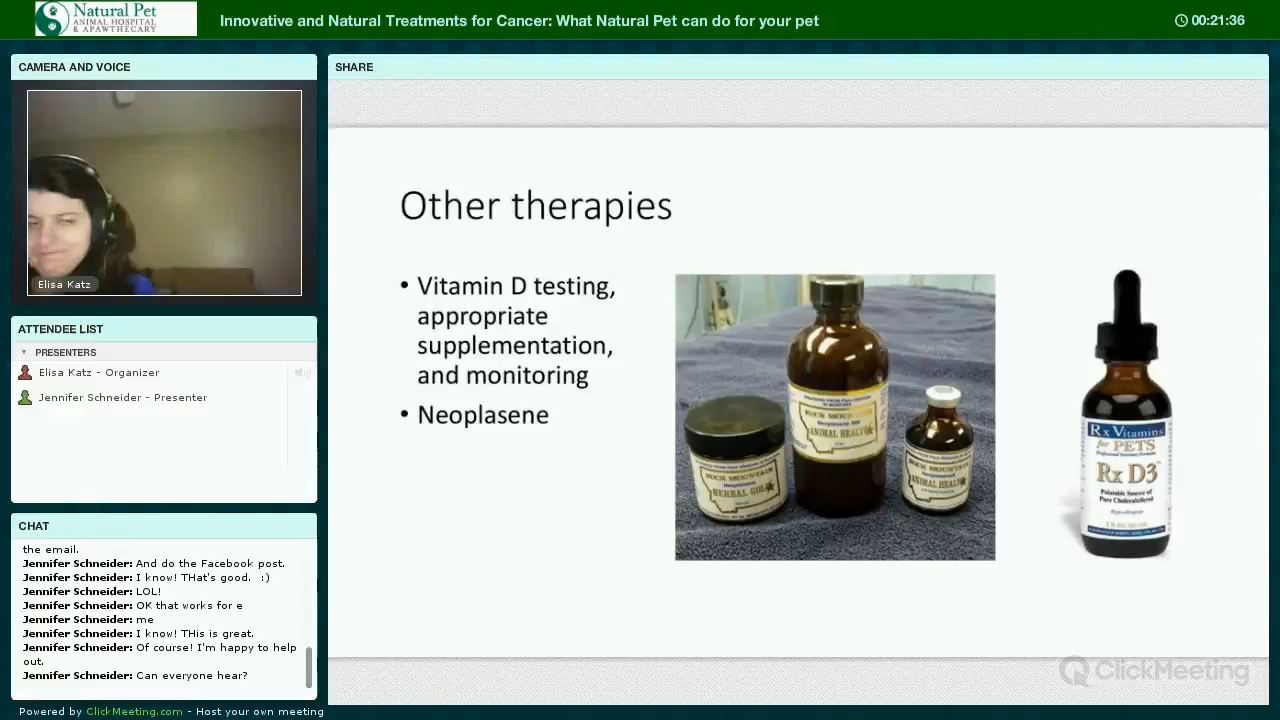 Natural Pet
ANIMAL HOSPITAL
& APAWTHECARY
Innovative and Natural Treatments for Cancer: What Natural Pet can do for your pet
00:21:36
CAMERA AND VOICE
Elisa Katz
ATTENDEE LIST
PRESENTERS
Elisa Katz - Organizer
Jennifer Schneider - Presenter
CHAT
the email.
Jennifer Schneider: And do the Facebook post.
Jennifer Schneider: I know! THat's good. :)
Jennifer Schneider: LOL!
Jennifer Schneider: OK that works for e
Jennifer Schneider: me
Jennifer Schneider: I know! THis is great.
Jennifer Schneider: Of course! I'm happy to help
out.
Jennifer Schneider: Can everyone hear?
Powered by ClickMeeting.com - Host your own meeting
SHARE
Other therapies
• Vitamin D testing,
appropriate
supplementation,
and monitoring
• Neoplasene
HERBAL GOLD
ANIMAL HEALTH
ANIMAL HEALTH
Rx Vitamins
for PETS
Rx D3
Palatable Source of
Pure Cholecalciferol
ClickMeeting